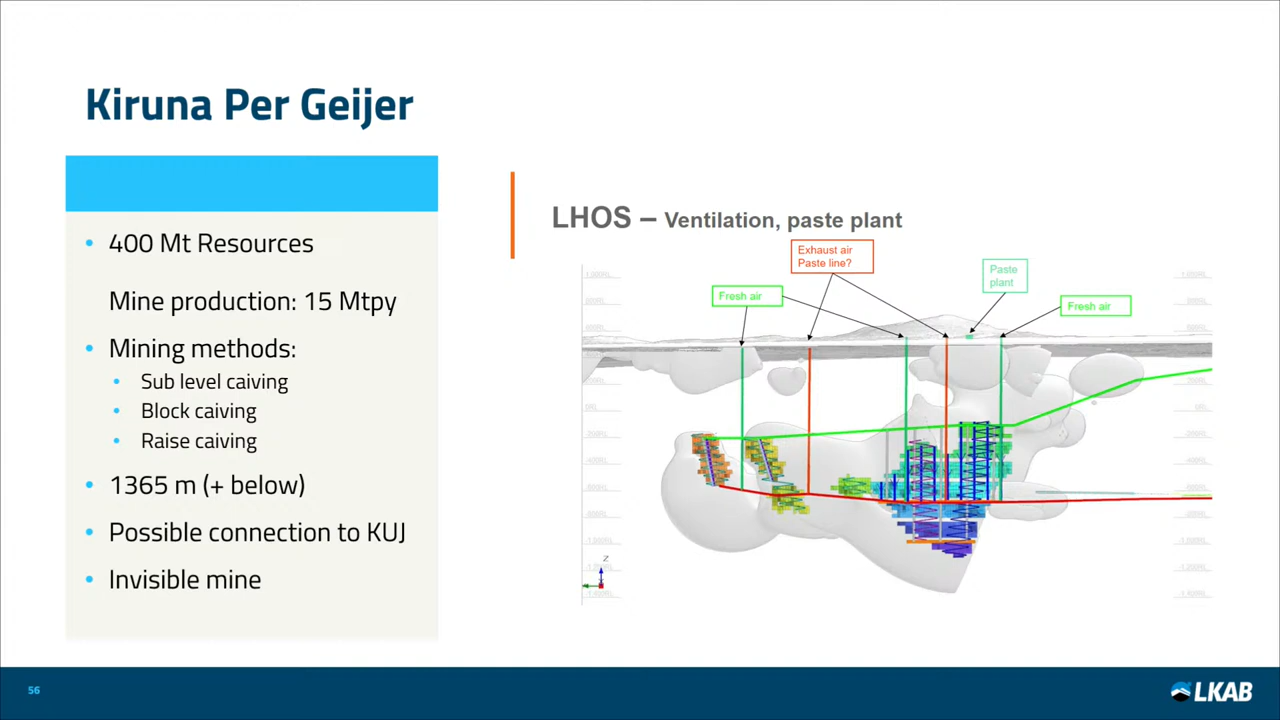 Kiruna Per Geijer
400 Mt Resources
Mine production: 15 Mtpy
Mining methods:
Sub level caiving
Block caiving
Raise caiving
1365 m (+ below)
Possible connection to KUJ
Invisible mine
LHOS – Ventilation, paste plant
Exhaust air
Paste line?
Paste
plant
Fresh air
Fresh air
Z
56
LKAB